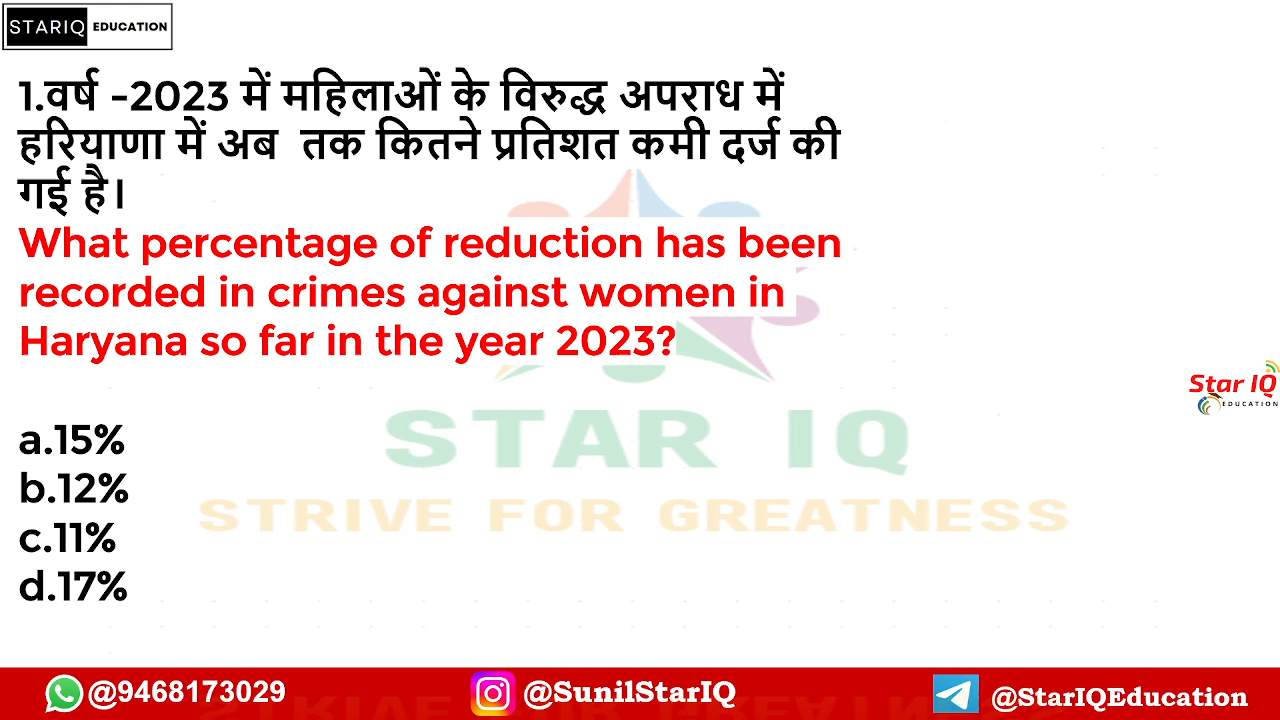 STARIQ EDUCATION
1.वर्ष -2023 में महिलाओं के विरुद्ध अपराध में
हरियाणा में अब तक कितने प्रतिशत कमी दर्ज की
गई है।
What percentage of reduction has been
recorded in crimes against women in
Haryana so far in the year 2023?
Star IQ
EDUCATION
a.15%
b.12%
c.11%
d.17%
STAR IQ
STRIVE FOR GREATNESS
@9468173029
@SunilStarIQ
@StarIQEducation